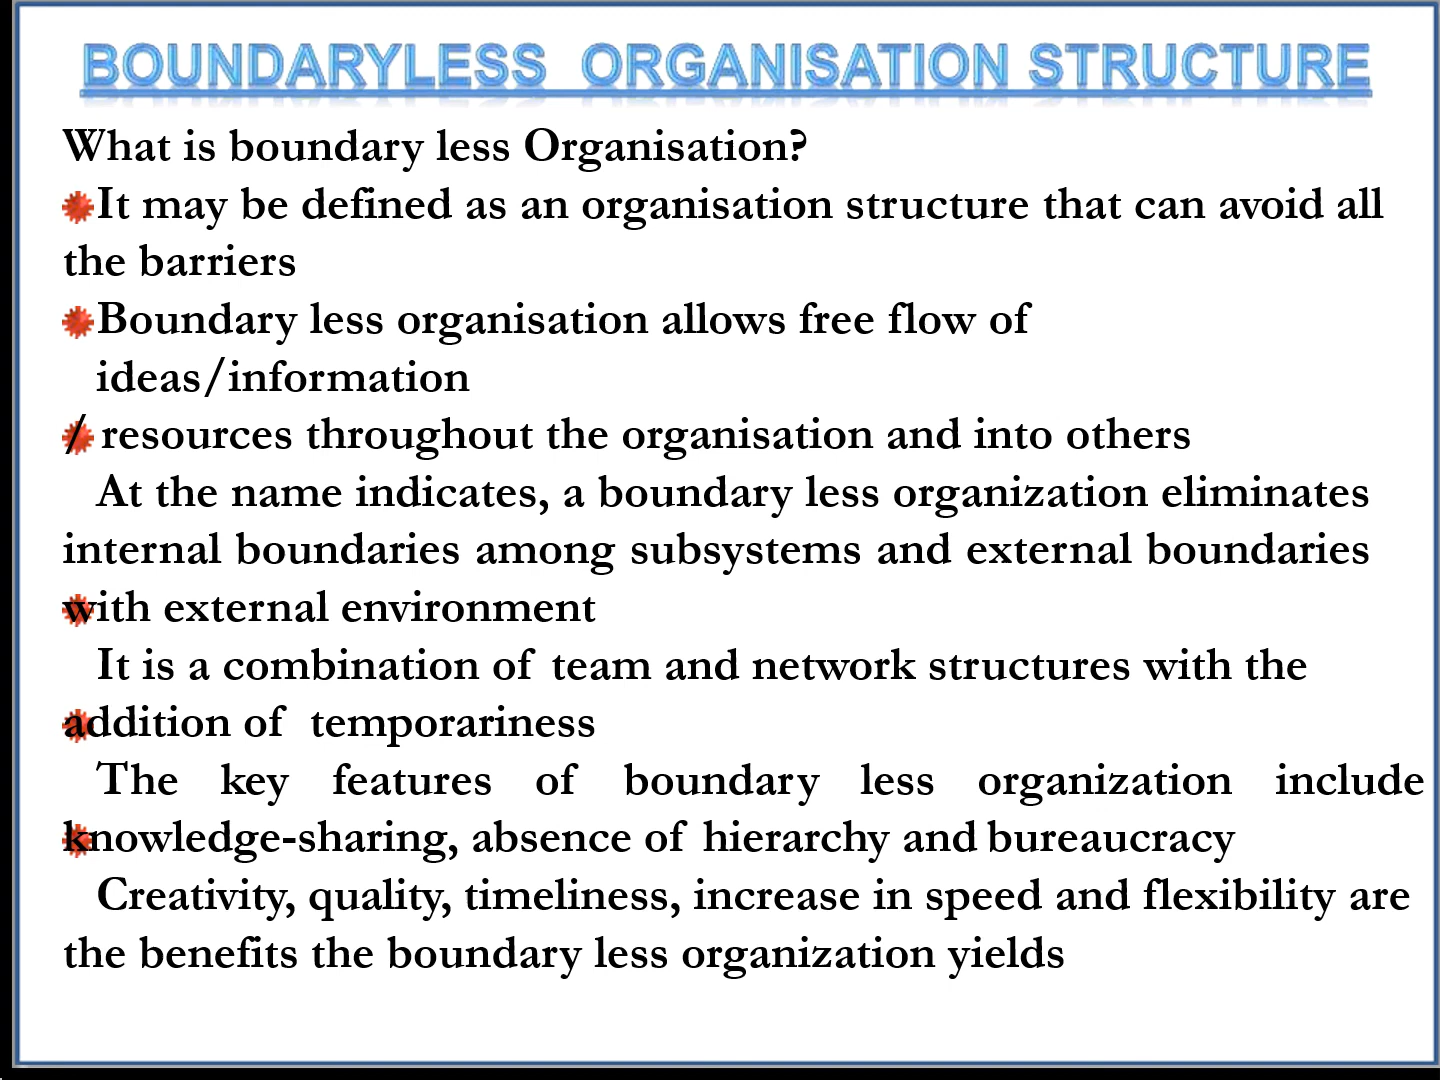 BOUNDARYLESS ORGANISATION STRUCTURE
What is boundary less Organisation?
It may be defined as an organisation structure that can avoid all
the barriers
Boundary less organisation allows free flow of
ideas/information
/ resources throughout the organisation and into others
At the name indicates, a boundary less organization eliminates
internal boundaries among subsystems and external boundaries
with external environment
It is a combination of team and network structures with the
addition of temporariness
The key features of boundary less organization include
knowledge-sharing, absence of hierarchy and bureaucracy
Creativity, quality, timeliness, increase in speed and flexibility are
the benefits the boundary less organization yields